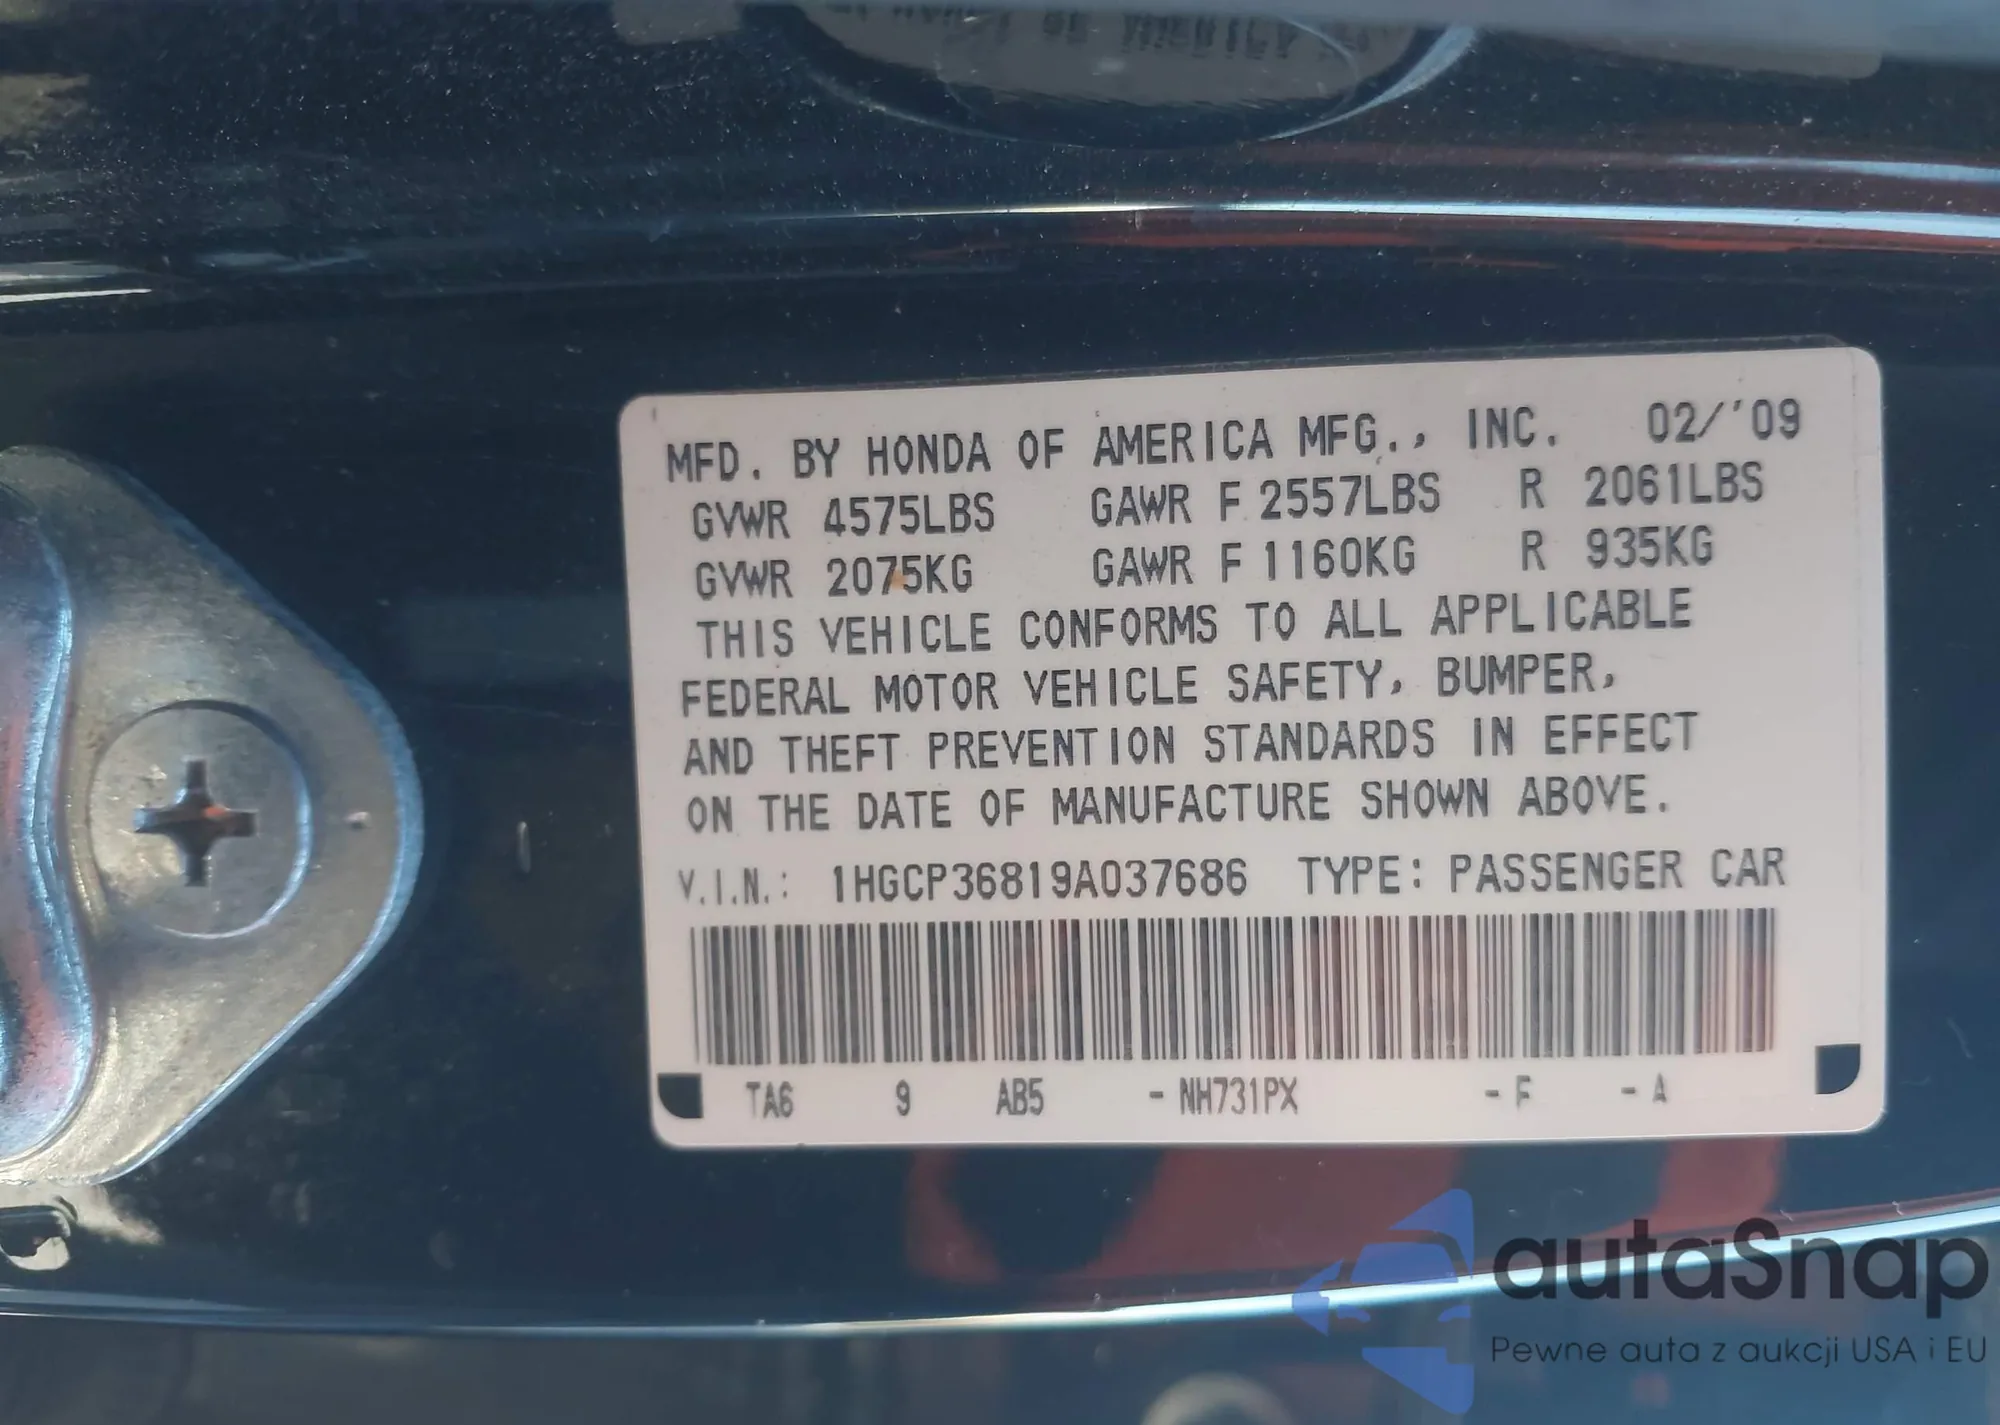 MFD. BY HONDA OF AMERICA MFG., INC. 02/'09
GVWR 4575LBS GAWR F 2557LBS R 2061LBS
GVWR 2075KG GAWR F 1160KG R 935KG
THIS VEHICLE CONFORMS TO ALL APPLICABLE
FEDERAL MOTOR VEHICLE SAFETY, BUMPER,
AND THEFT PREVENTION STANDARDS IN EFFECT
ON THE DATE OF MANUFACTURE SHOWN ABOVE.
V.I.N.: 1HGCP36819A037686 TYPE: PASSENGER CAR
TA6 9 AB5 - NH731PX - F - A
autaSnap
Pewne auta z aukcji USA i EU